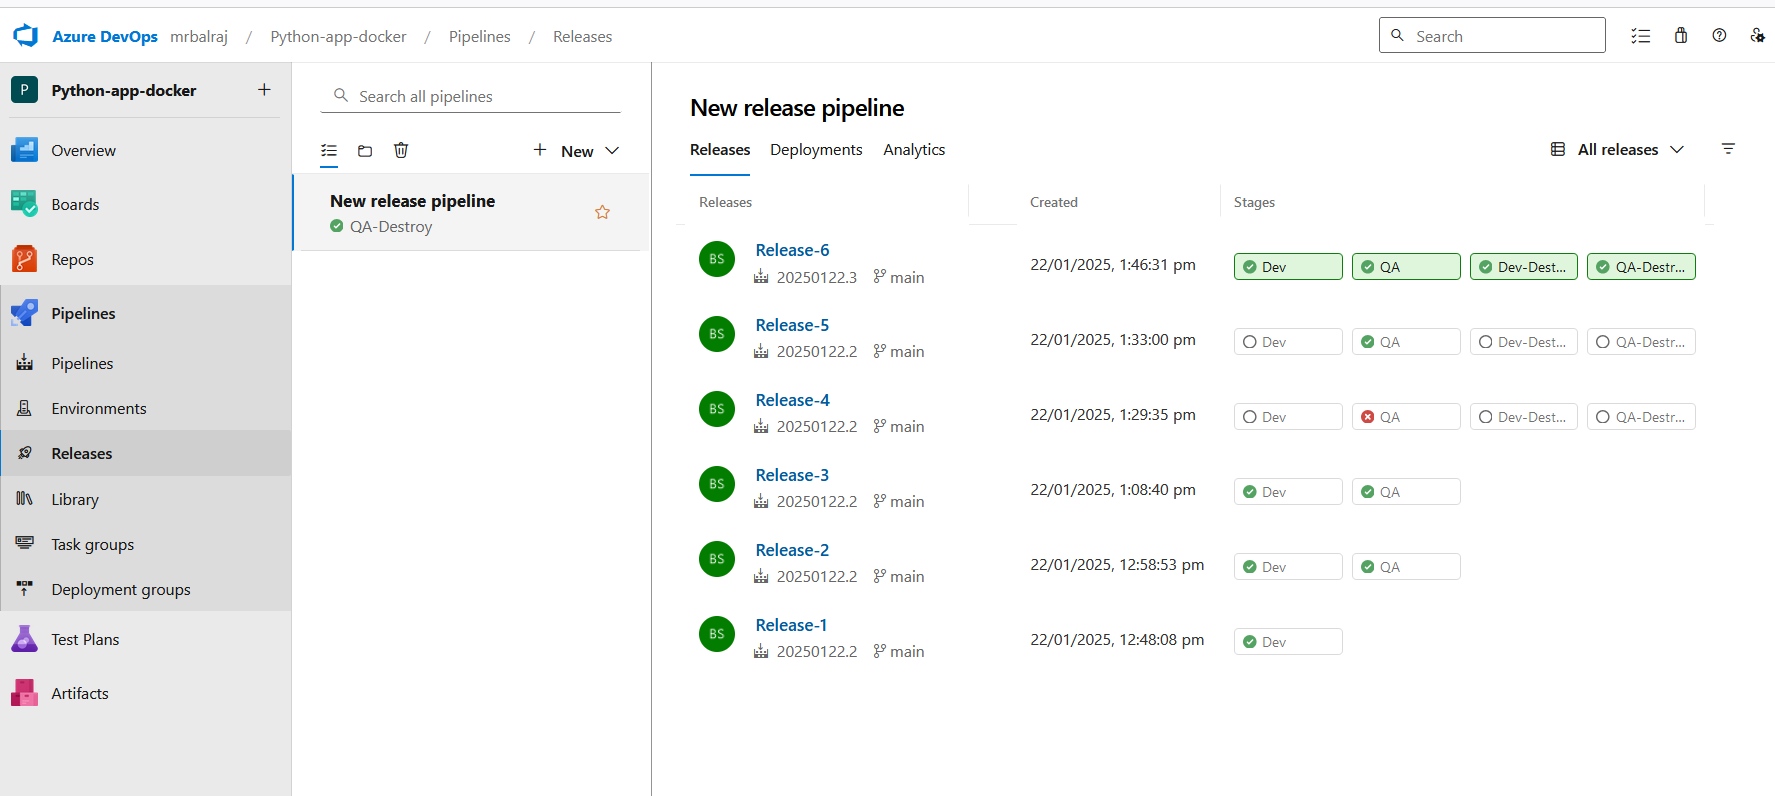 Azure DevOps mrbalraj / Python-app-docker / Pipelines / Releases
Search
P Python-app-docker +
Overview
Boards
Repos
Pipelines
Pipelines
Environments
Releases
Library
Task groups
Deployment groups
Test Plans
Artifacts
Search all pipelines
+ New
New release pipeline
QA-Destroy
New release pipeline
Releases Deployments Analytics
All releases
Releases Created Stages
BS Release-6
20250122.3 main
22/01/2025, 1:46:31 pm
Dev QA Dev-Dest... QA-Destr...
BS Release-5
20250122.2 main
22/01/2025, 1:33:00 pm
Dev QA Dev-Dest... QA-Destr...
BS Release-4
20250122.2 main
22/01/2025, 1:29:35 pm
Dev QA Dev-Dest... QA-Destr...
BS Release-3
20250122.2 main
22/01/2025, 1:08:40 pm
Dev QA
BS Release-2
20250122.2 main
22/01/2025, 12:58:53 pm
Dev QA
BS Release-1
20250122.2 main
22/01/2025, 12:48:08 pm
Dev